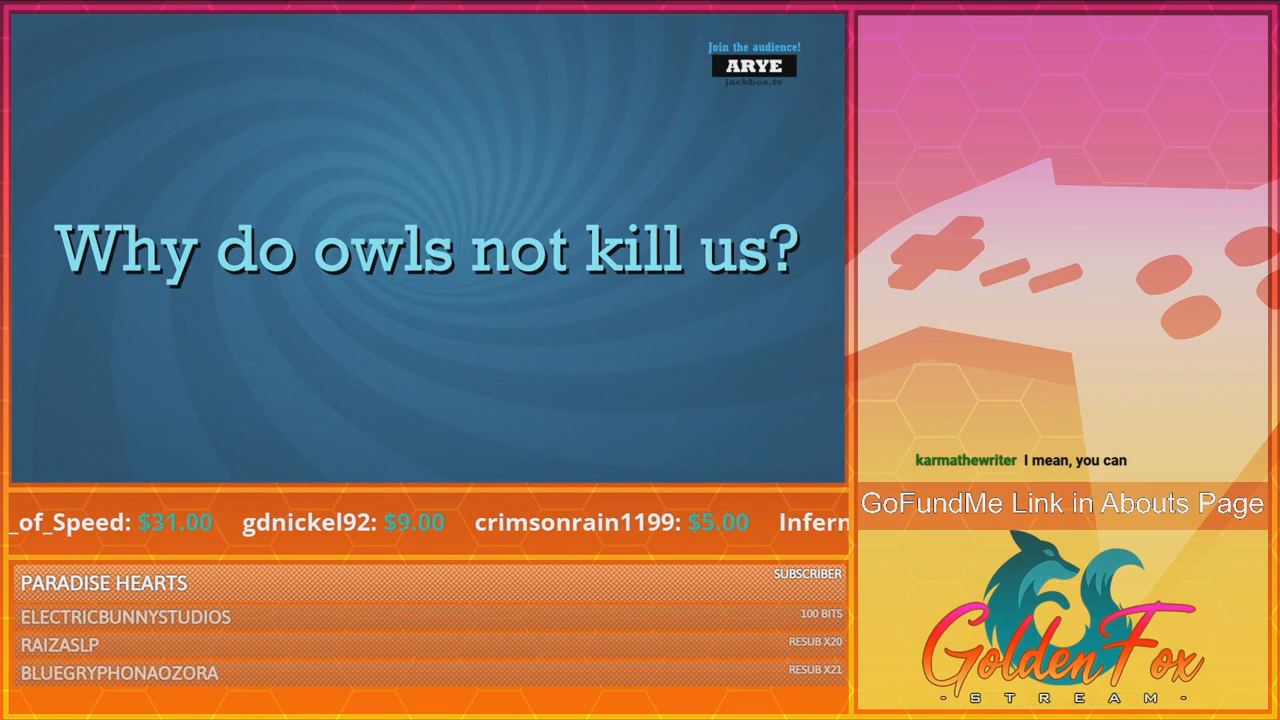 Join the audience!
ARYE
jackbox.tv
Why do owls not kill us?
_of_Speed: $31.00 gdnickel92: $9.00 crimsonrain1199: $5.00 Infern
PARADISE HEARTS SUBSCRIBER
ELECTRICBUNNYSTUDIOS 100 BITS
RAIZASLP RESUB X20
BLUEGRYPHONAOZORA RESUB X21
karmathewriter I mean, you can
GoFundMe Link in Abouts Page
GoldenFox
- STREAM -